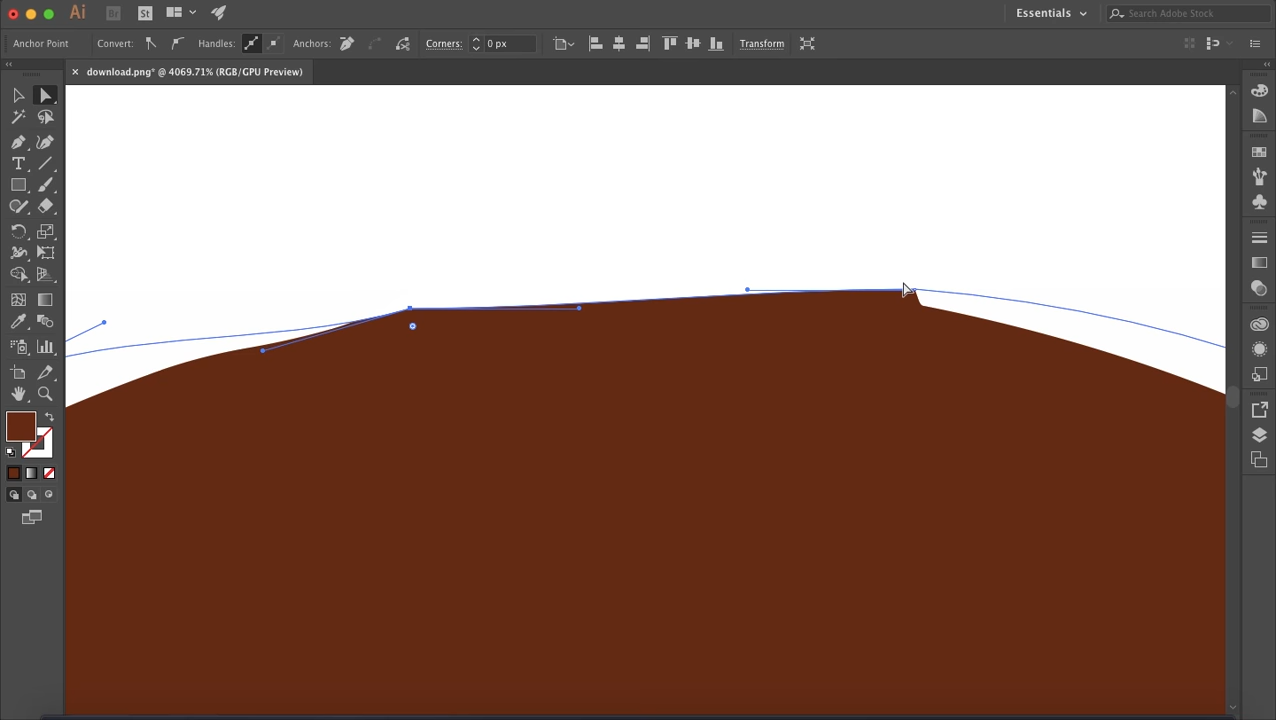 Ai Br St Essentials Search Adobe Stock
Anchor Point Convert: Handles: Anchors: Corners: 0 px Transform
× download.png* @ 4069.71% (RGB/GPU Preview)
T